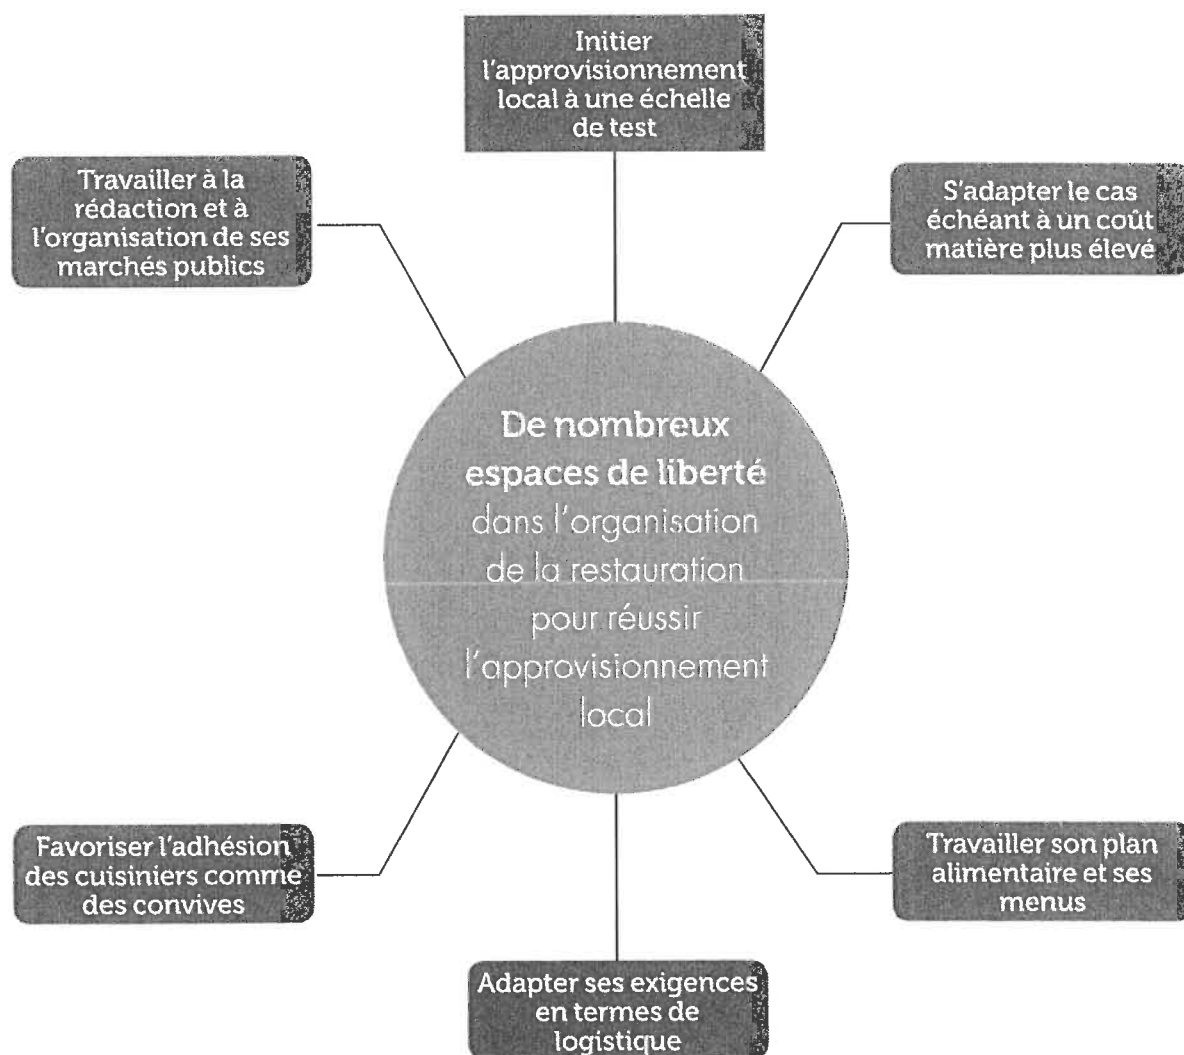 Initier
l'approvisionnement
local à une échelle
de test
Travailler à la
rédaction et à
l'organisation de ses
marchés publics
S'adapter le cas
échéant à un coût
matière plus élevé
De nombreux
espaces de liberté
dans l'organisation
de la restauration
pour réussir
l'approvisionnement
local
Favoriser l'adhésion
des cuisiniers comme
des convives
Travailler son plan
alimentaire et ses
menus
Adapter ses exigences
en termes de
logistique